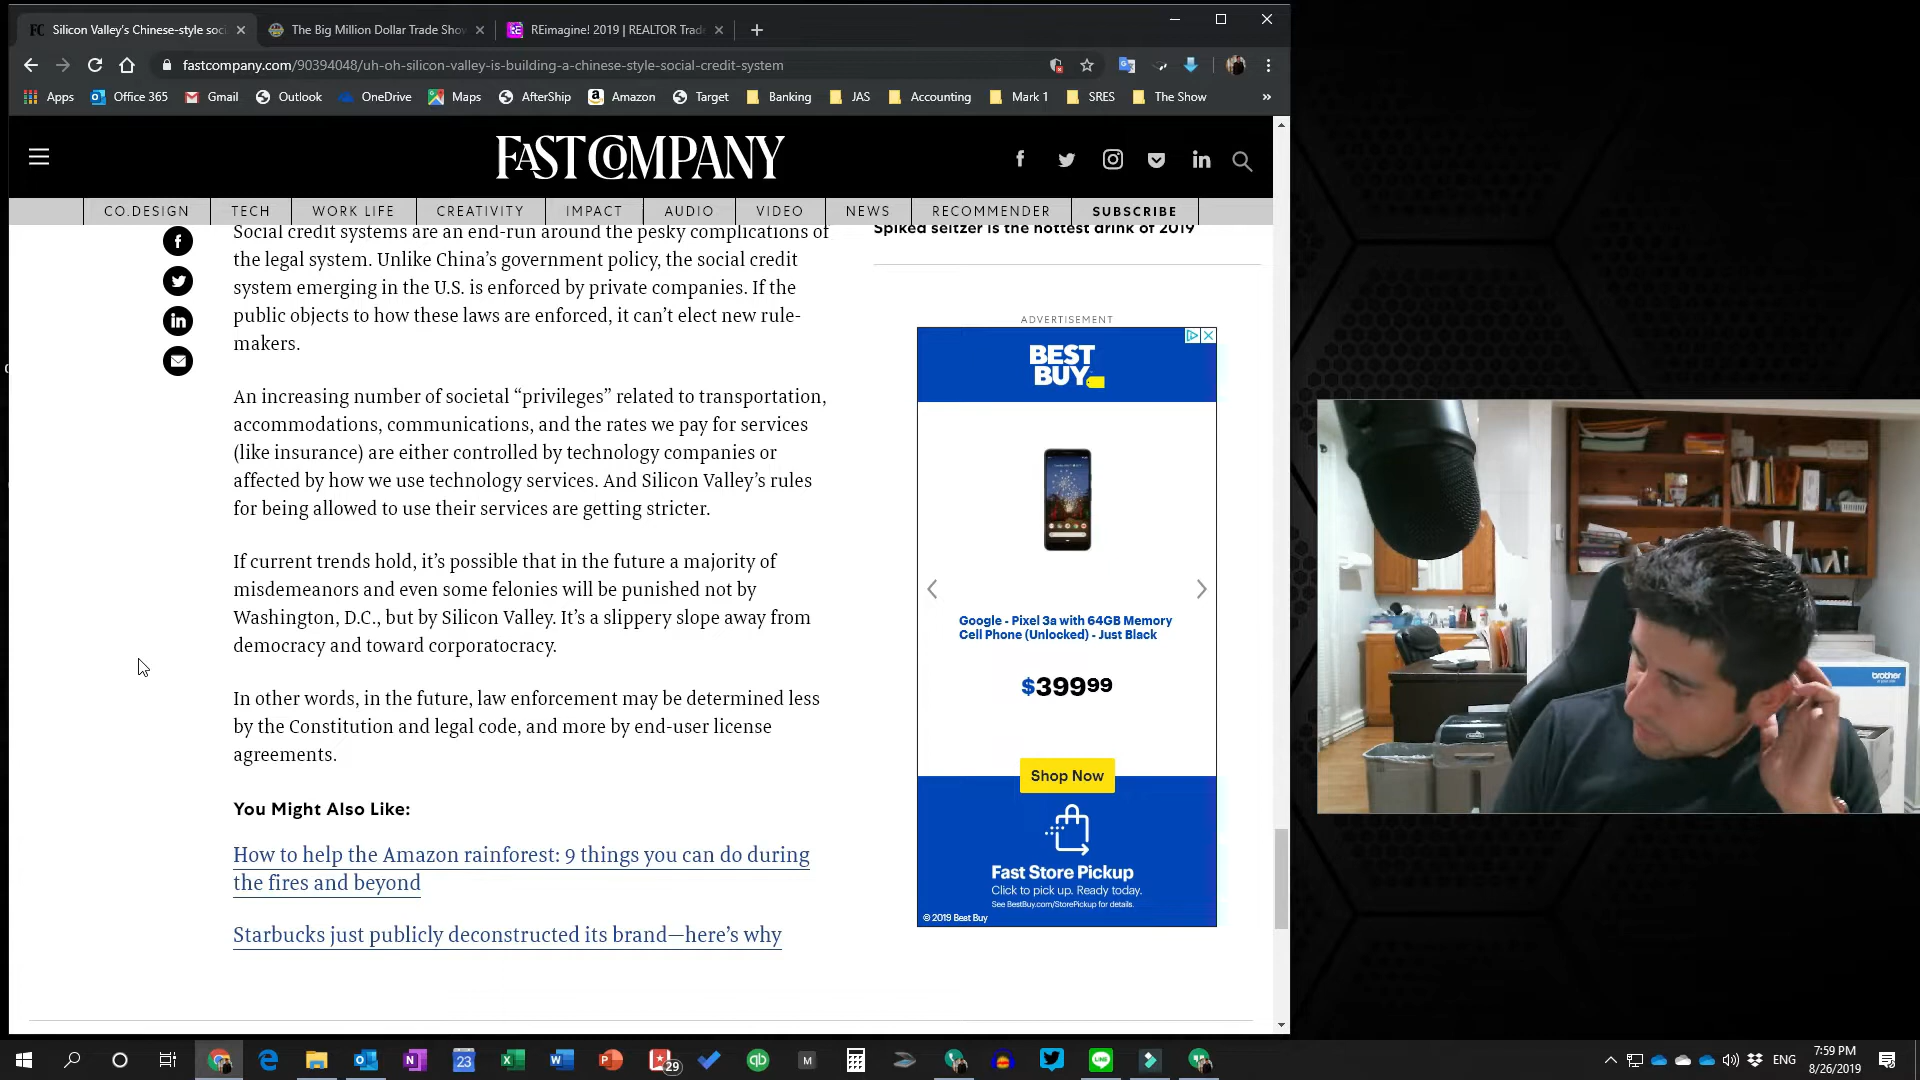 Silicon Valley's Chinese-style soci
The Big Million Dollar Trade Sho
REimagine! 2019 | REALTOR Trade
fastcompany.com/90394048/uh-oh-silicon-valley-is-building-a-chinese-style-social-credit-system
Apps Office 365 Gmail Outlook OneDrive Maps AfterShip Amazon Target Banking JAS Accounting Mark 1 SRES The Show »
FAST COMPANY
CO.DESIGN TECH WORK LIFE CREATIVITY IMPACT AUDIO VIDEO NEWS RECOMMENDER SUBSCRIBE
Social credit systems are an end-run around the pesky complications of
the legal system. Unlike China’s government policy, the social credit
system emerging in the U.S. is enforced by private companies. If the
public objects to how these laws are enforced, it can’t elect new rule-
makers.
An increasing number of societal “privileges” related to transportation,
accommodations, communications, and the rates we pay for services
(like insurance) are either controlled by technology companies or
affected by how we use technology services. And Silicon Valley’s rules
for being allowed to use their services are getting stricter.
If current trends hold, it’s possible that in the future a majority of
misdemeanors and even some felonies will be punished not by
Washington, D.C., but by Silicon Valley. It’s a slippery slope away from
democracy and toward corporatocracy.
In other words, in the future, law enforcement may be determined less
by the Constitution and legal code, and more by end-user license
agreements.
You Might Also Like:
How to help the Amazon rainforest: 9 things you can do during
the fires and beyond
Starbucks just publicly deconstructed its brand—here’s why
Spiked seltzer is the hottest drink of 2019
ADVERTISEMENT
BEST
BUY
Google - Pixel 3a with 64GB Memory
Cell Phone (Unlocked) - Just Black
$399 99
Shop Now
Fast Store Pickup
Click to pick up. Ready today.
See BestBuy.com/StorePickup for details.
© 2019 Best Buy
brother
23
29
M
ENG
7:59 PM
8/26/2019